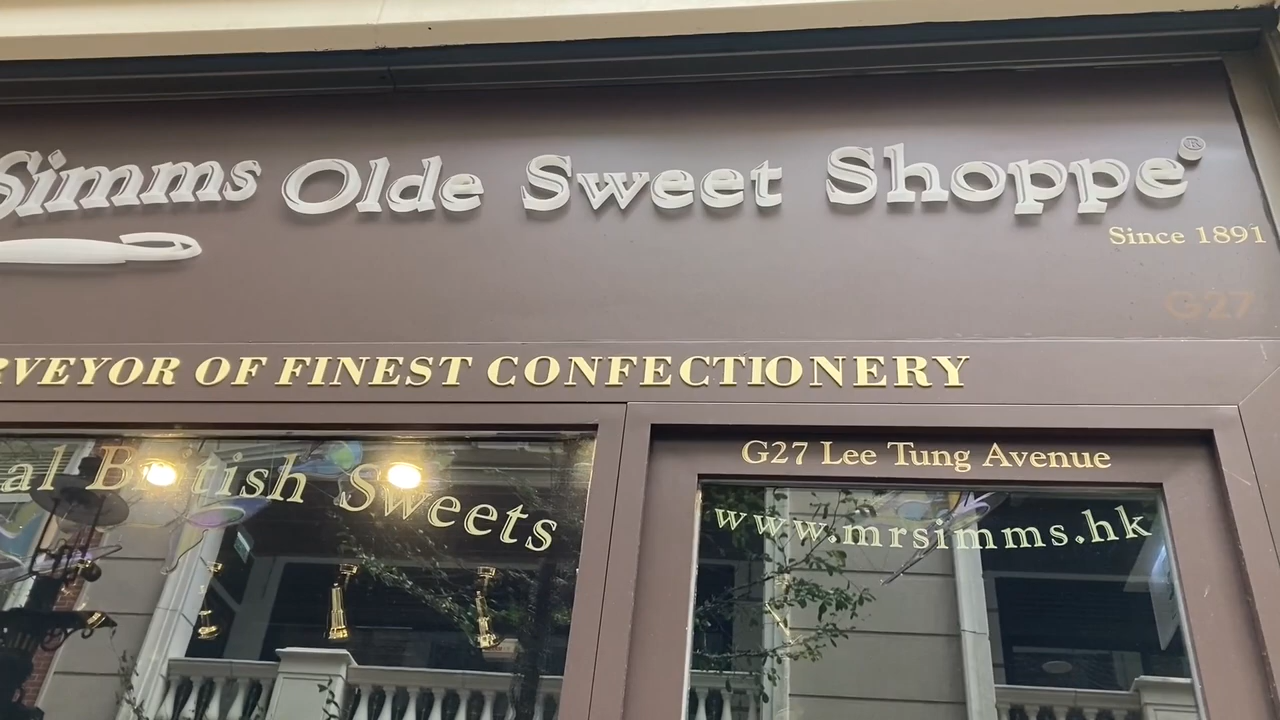 Simms Olde Sweet Shoppe®
Since 1891
G27
RVEYOR OF FINEST CONFECTIONERY
G27 Lee Tung Avenue
al British Sweets
www.mrsimms.hk